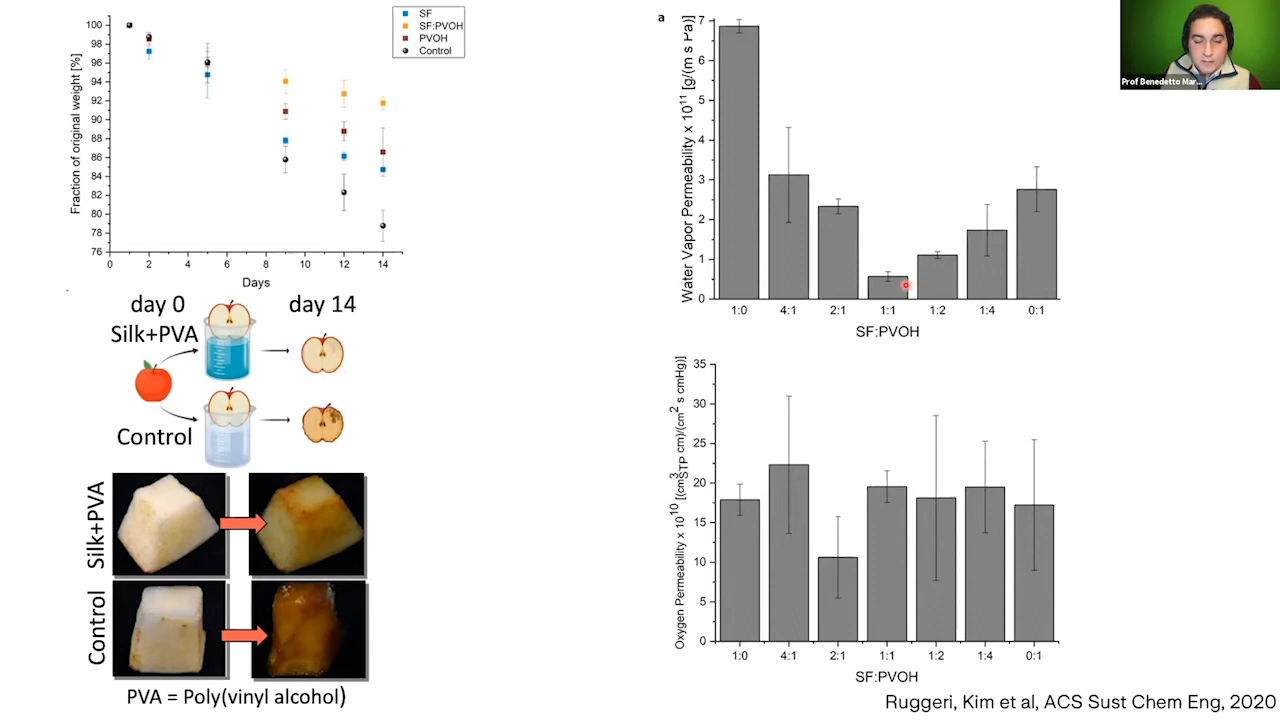 SF
SF:PVOH
PVOH
Control
Fraction of original weight [%]
100
98
96
94
92
90
88
86
84
82
80
78
76
0 2 4 6 8 10 12 14
Days
day 0 day 14
Silk+PVA
Control
Silk+PVA
Control
PVA = Poly(vinyl alcohol)
a
Water Vapor Permeability x 10¹¹ [g/(m s Pa)]
7
6
5
4
3
2
1
0
1:0 4:1 2:1 1:1 1:2 1:4 0:1
SF:PVOH
Oxygen Permeability x 10¹⁰ [(cm³STP cm)/(cm² s cmHg)]
35
30
25
20
15
10
5
0
1:0 4:1 2:1 1:1 1:2 1:4 0:1
SF:PVOH
Ruggeri, Kim et al, ACS Sust Chem Eng, 2020
Prof Benedetto Mar...